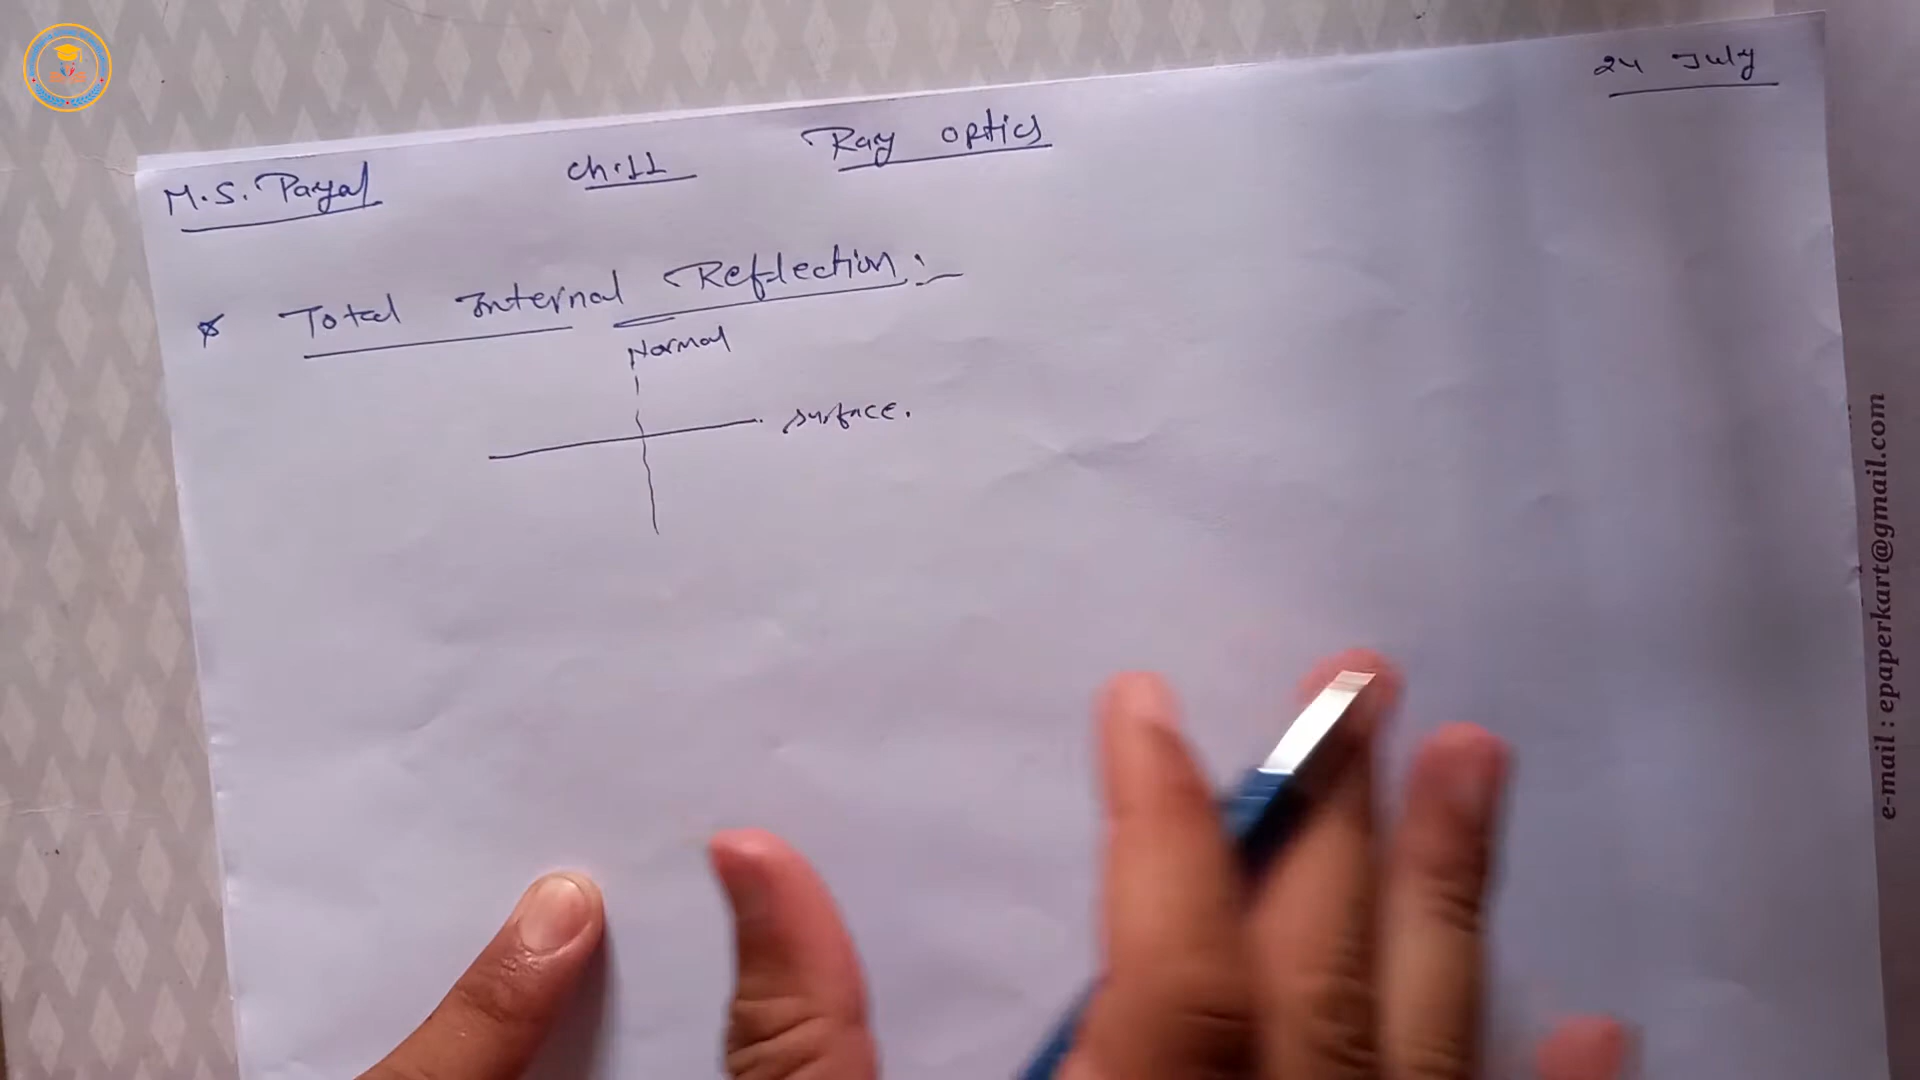 24 July
M.S. Payal ch.11 Ray optics
* Total Internal Reflection :-
Normal
surface.
e-mail : epaperkart@gmail.com